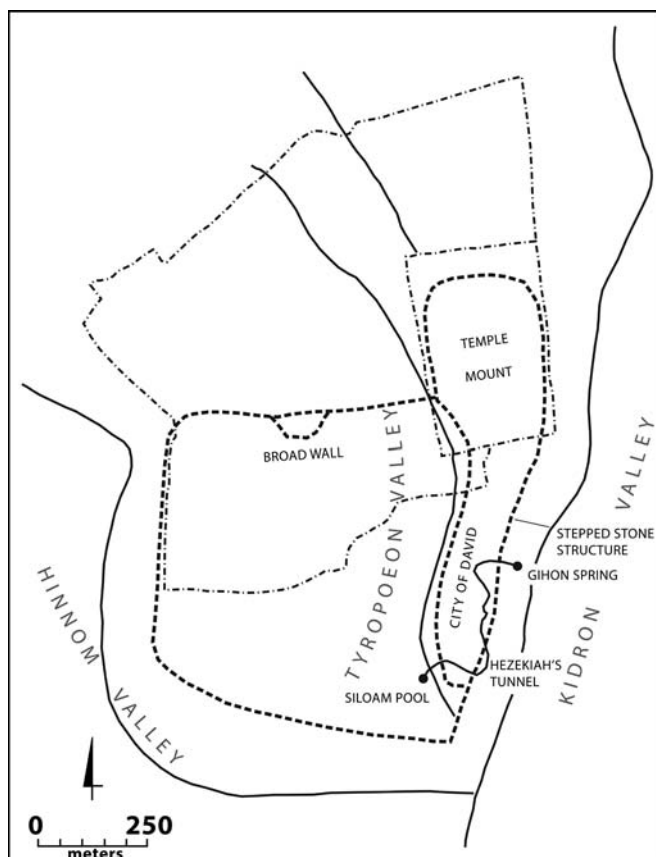 TEMPLE
MOUNT
BROAD WALL
TYROPOEON VALLEY
KIDRON VALLEY
STEPPED STONE
STRUCTURE
GIHON SPRING
CITY OF DAVID
HINNOM VALLEY
HEZEKIAH'S
TUNNEL
SILOAM POOL
0 250
meters